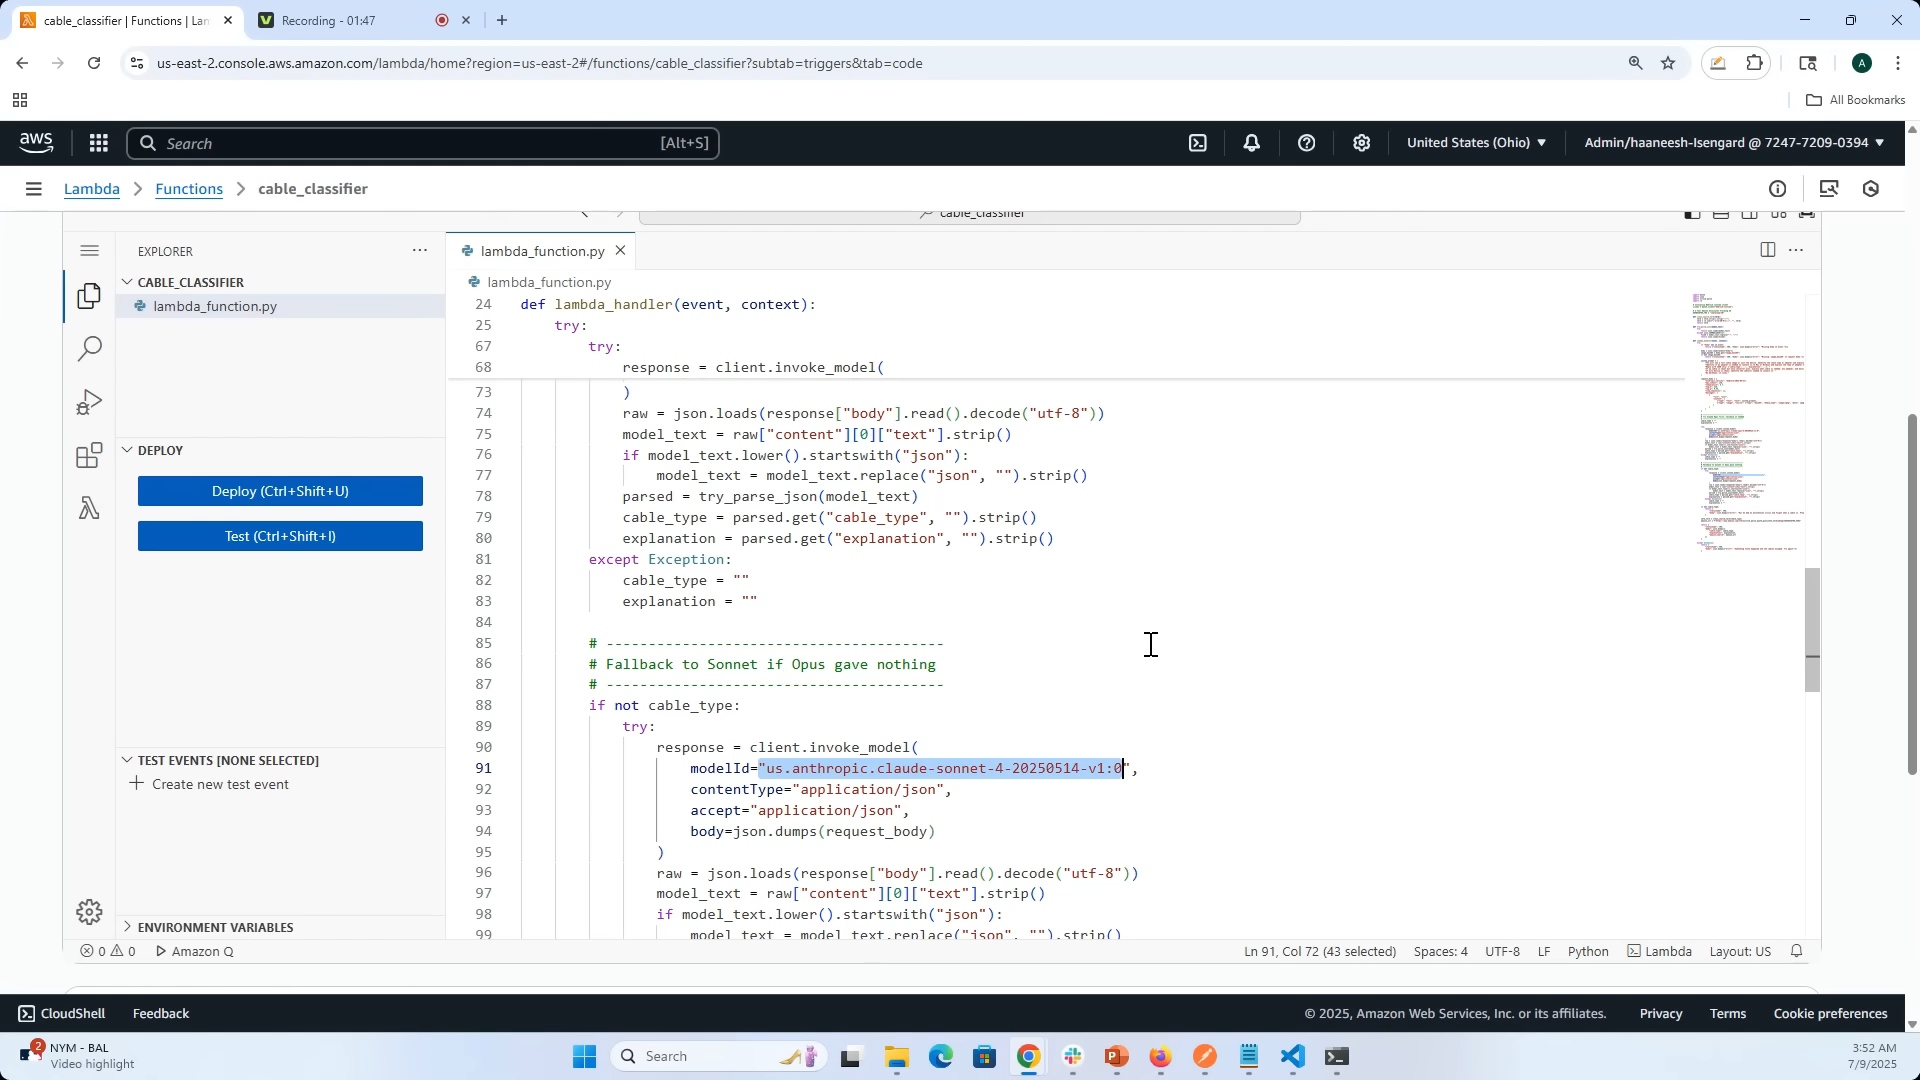 cable_classifier | Functions | Lan
Recording - 01:47
us-east-2.console.aws.amazon.com/lambda/home?region=us-east-2#/functions/cable_classifier?subtab=triggers&tab=code
A
All Bookmarks
aws
Search
[Alt+S]
United States (Ohio)
Admin/haaneesh-Isengard @ 7247-7209-0394
Lambda
Functions
cable_classifier
cable_classifier
EXPLORER
CABLE_CLASSIFIER
lambda_function.py
DEPLOY
Deploy (Ctrl+Shift+U)
Test (Ctrl+Shift+I)
TEST EVENTS [NONE SELECTED]
Create new test event
ENVIRONMENT VARIABLES
lambda_function.py
lambda_function.py
24 def lambda_handler(event, context):
25 try:
67 try:
68 response = client.invoke_model(
73 )
74 raw = json.loads(response["body"].read().decode("utf-8"))
75 model_text = raw["content"][0]["text"].strip()
76 if model_text.lower().startswith("json"):
77 model_text = model_text.replace("json", "").strip()
78 parsed = try_parse_json(model_text)
79 cable_type = parsed.get("cable_type", "").strip()
80 explanation = parsed.get("explanation", "").strip()
81 except Exception:
82 cable_type = ""
83 explanation = ""
84
85 # ----------------------------------------
86 # Fallback to Sonnet if Opus gave nothing
87 # ----------------------------------------
88 if not cable_type:
89 try:
90 response = client.invoke_model(
91 modelId="us.anthropic.claude-sonnet-4-20250514-v1:0",
92 contentType="application/json",
93 accept="application/json",
94 body=json.dumps(request_body)
95 )
96 raw = json.loads(response["body"].read().decode("utf-8"))
97 model_text = raw["content"][0]["text"].strip()
98 if model_text.lower().startswith("json"):
99 model_text = model_text.replace("json", "").strip()
0 0
Amazon Q
Ln 91, Col 72 (43 selected)
Spaces: 4
UTF-8
LF
Python
Lambda
Layout: US
CloudShell
Feedback
© 2025, Amazon Web Services, Inc. or its affiliates.
Privacy
Terms
Cookie preferences
2
NYM - BAL
Video highlight
Search
3:52 AM
7/9/2025